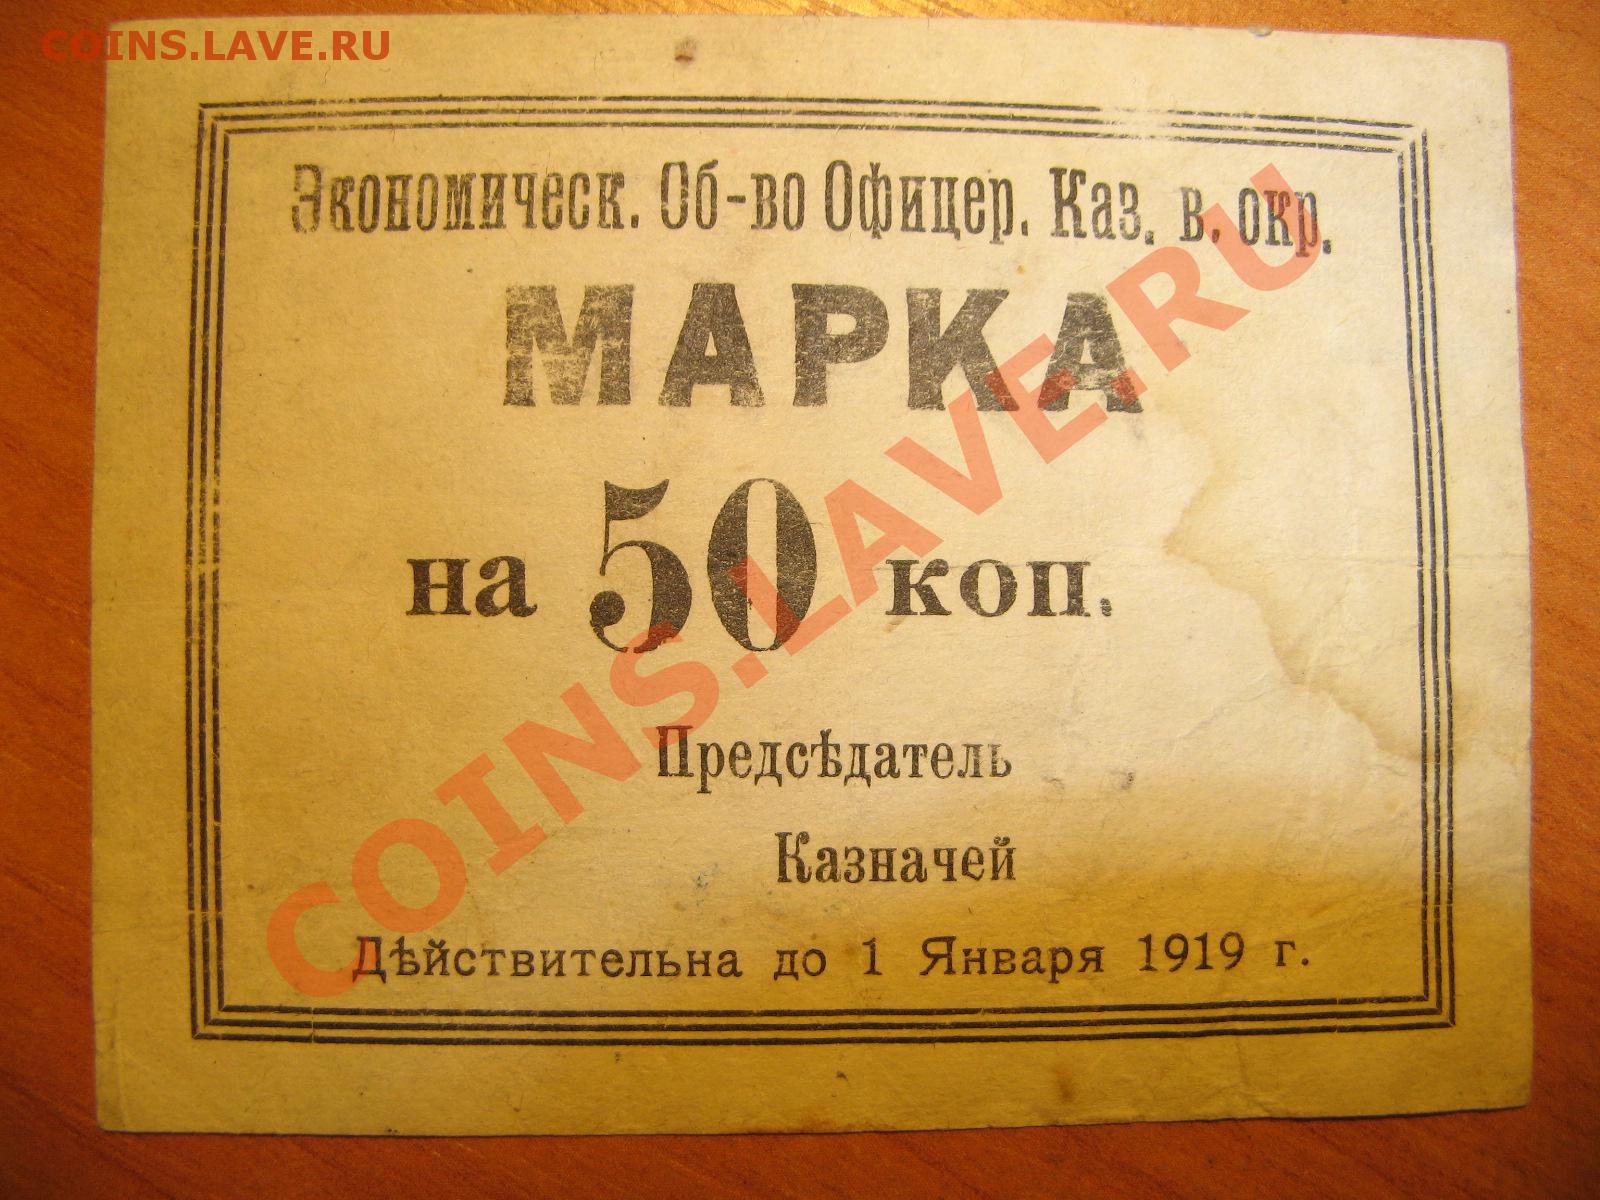 COINS.LAVE.RU
Экономическ. Об-во Офицер. Каз. в. окр.
МАРКА
на 50 коп.
Предсѣдатель
Казначей
Дѣйствительна до 1 Января 1919 г.
COINS.LAVE.RU